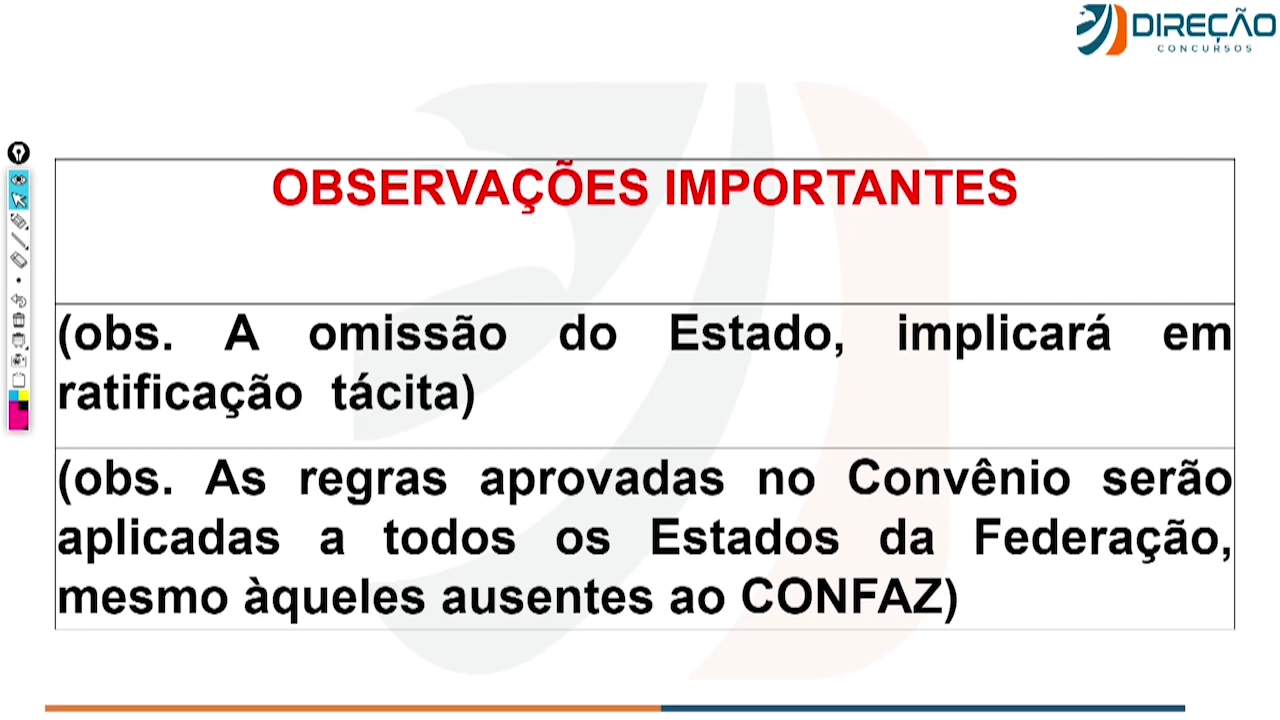 DIREÇÃO
CONCURSOS
OBSERVAÇÕES IMPORTANTES
(obs. A omissão do Estado, implicará em
ratificação tácita)
(obs. As regras aprovadas no Convênio serão
aplicadas a todos os Estados da Federação,
mesmo àqueles ausentes ao CONFAZ)